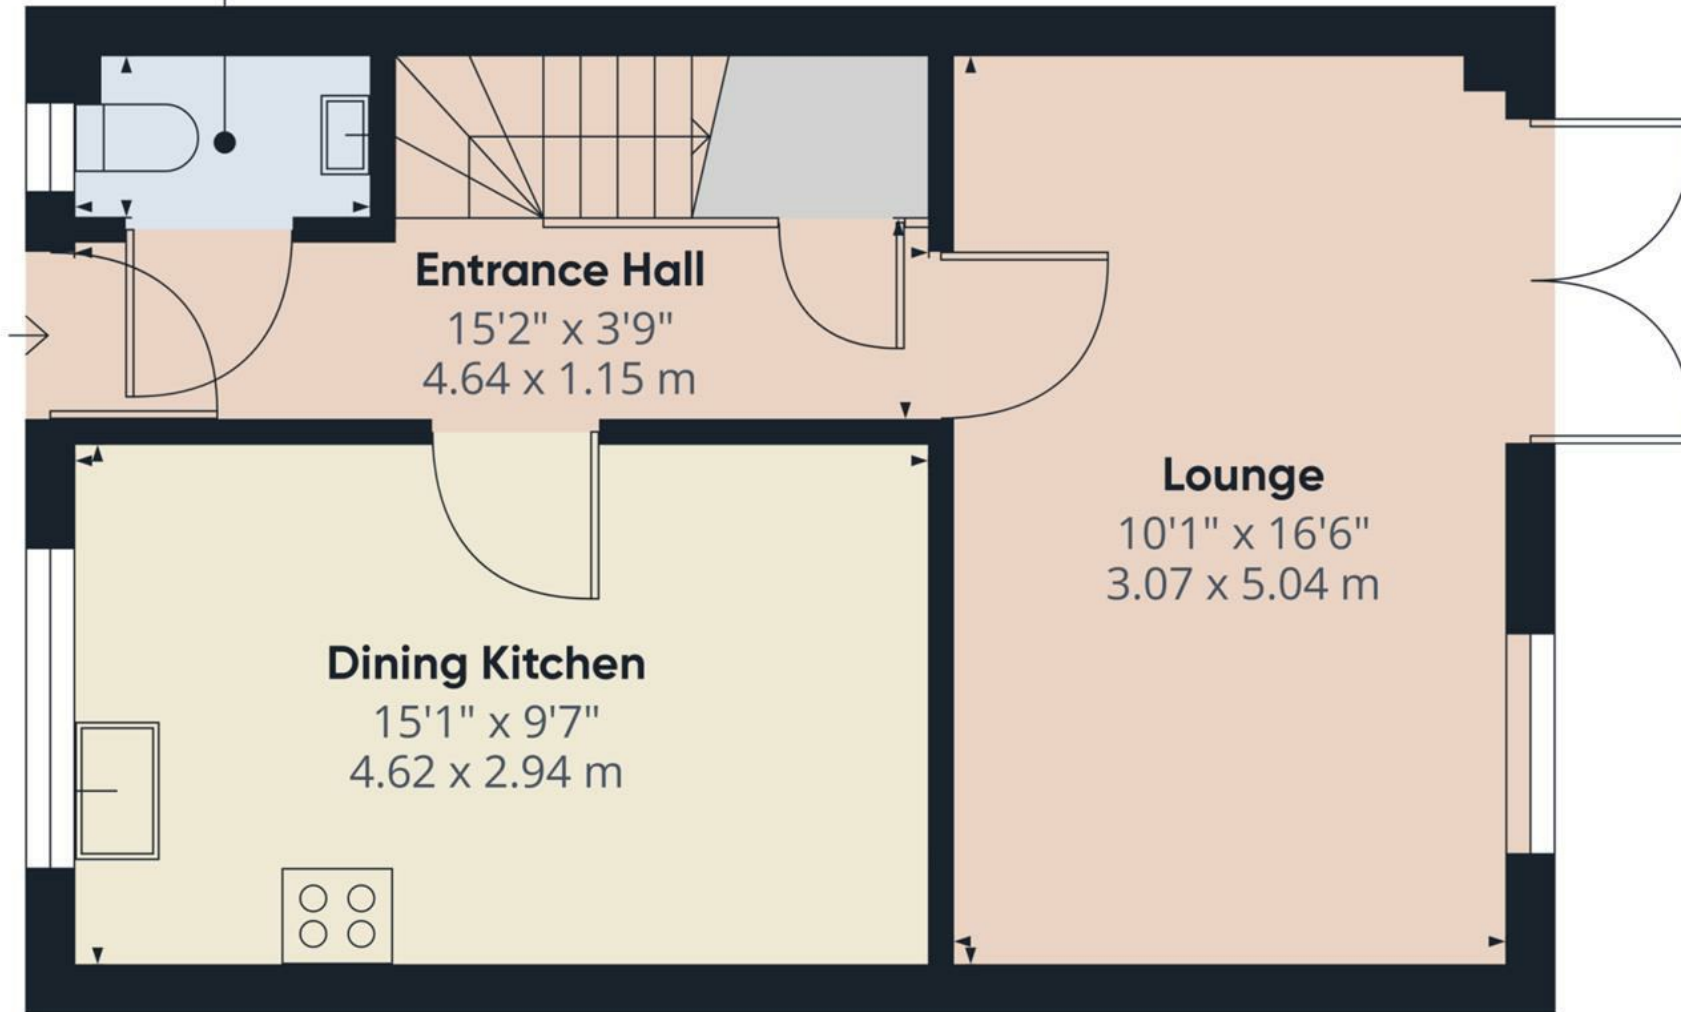 Entrance Hall
15'2" x 3'9"
4.64 x 1.15 m
Lounge
10'1" x 16'6"
3.07 x 5.04 m
Dining Kitchen
15'1" x 9'7"
4.62 x 2.94 m